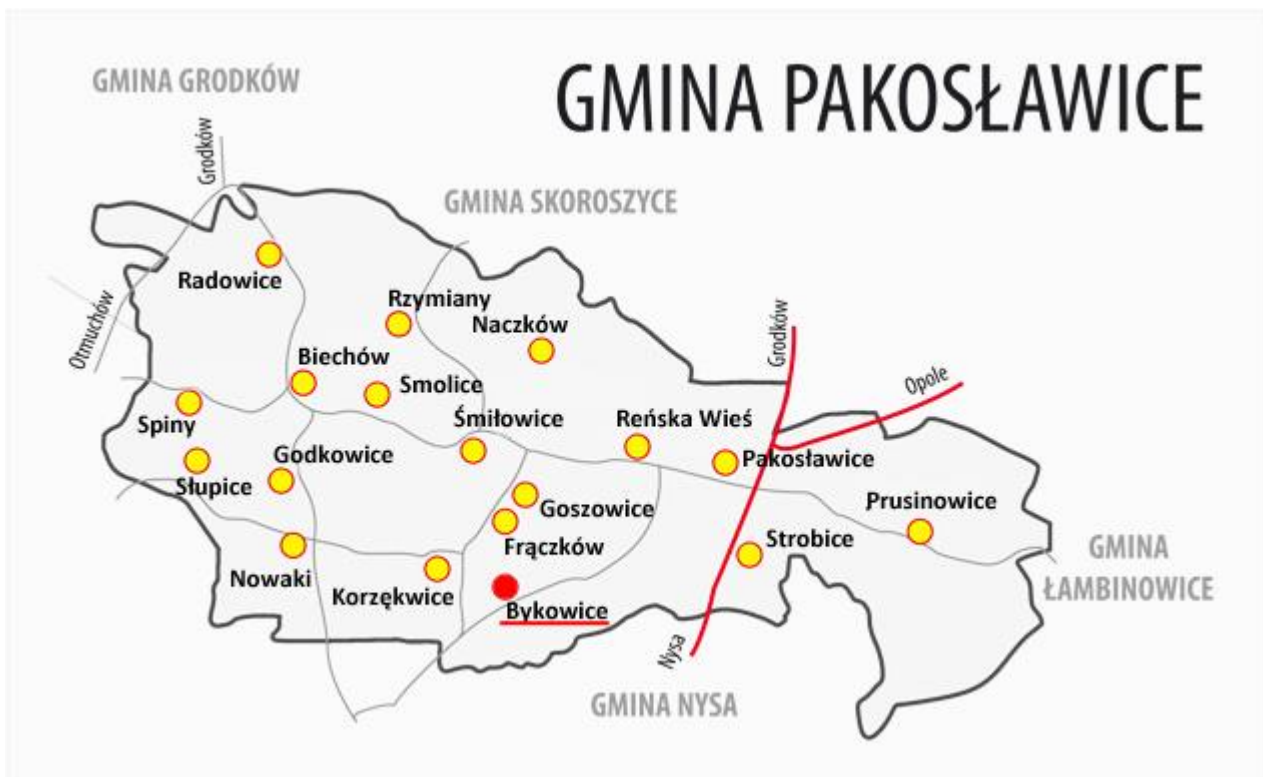 GMINA GRODKÓW
GMINA PAKOSŁAWICE
Grodków
GMINA SKOROSZYCE
Radowice
Rzymiany
Otmuchów
Naczków
Grodków
Biechów
Smolice
Opole
Spiny
Śmiłowice
Reńska Wieś
Godkowice
Pakosławice
Słupice
Goszowice
Prusinowice
Strobice
Frączków
GMINA
ŁAMBINOWICE
Nowaki
Korzękwice
Bykowice
Nysa
GMINA NYSA